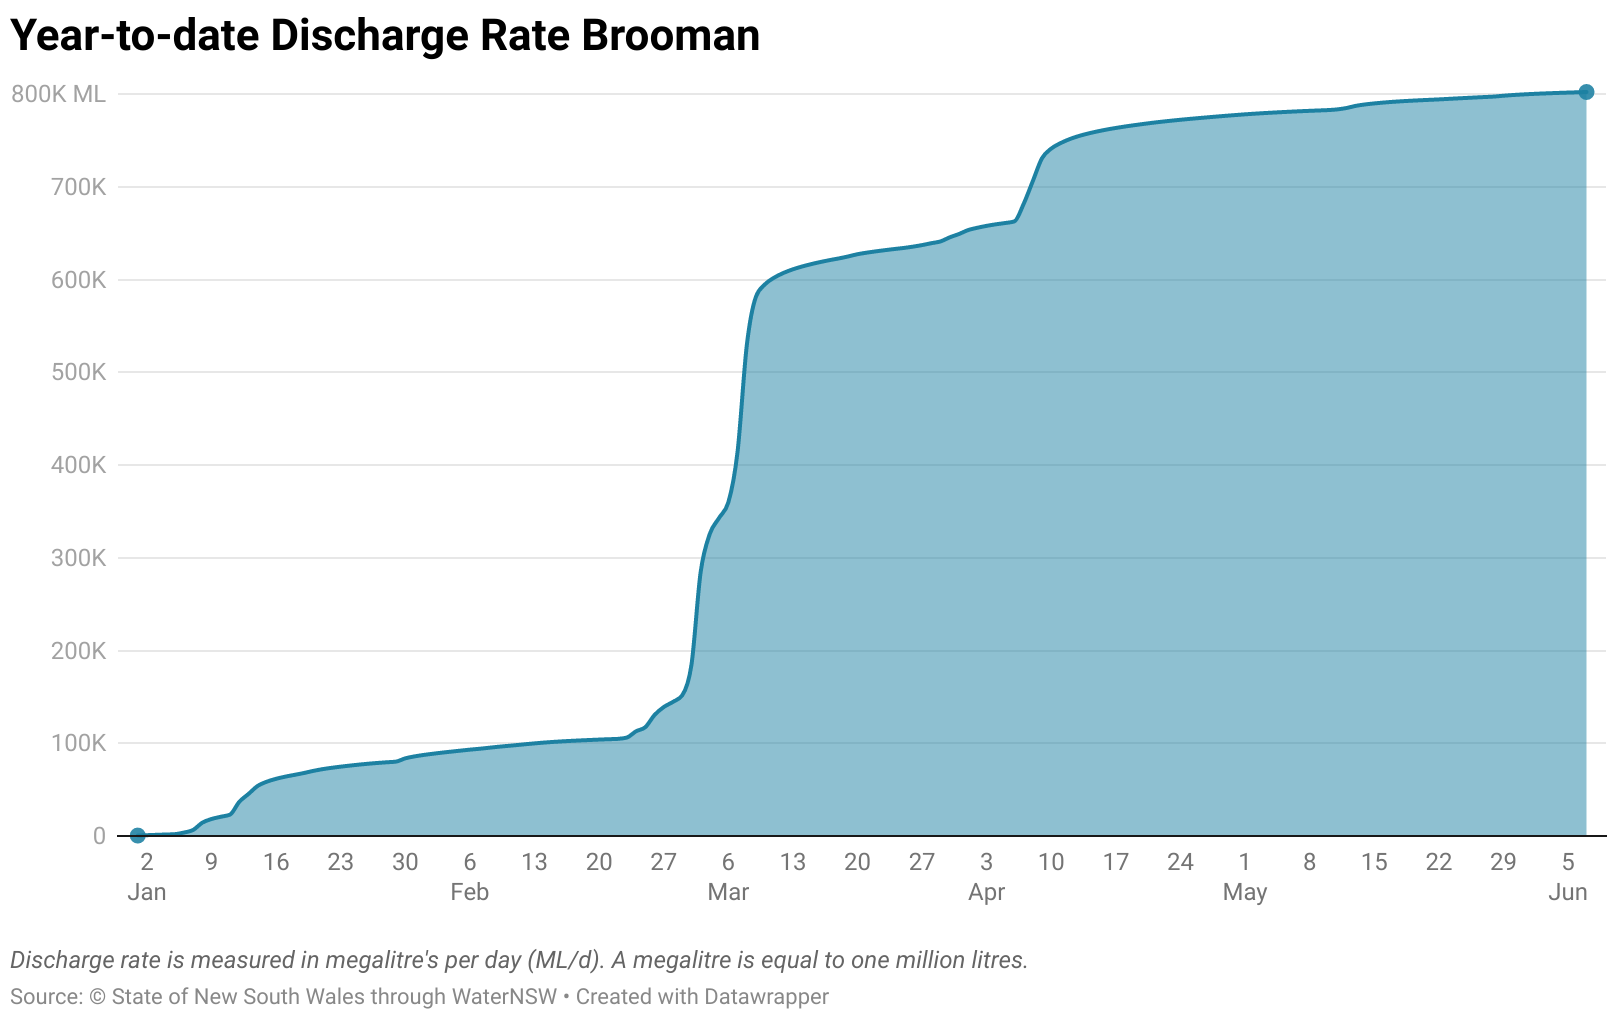 Year-to-date Discharge Rate Brooman
800K ML
700K
600K
500K
400K
300K
200K
100K
0
2 9 16 23 30 6 13 20 27 6 13 20 27 3 10 17 24 1 8 15 22 29 5
Jan Feb Mar Apr May Jun
Discharge rate is measured in megalitre's per day (ML/d). A megalitre is equal to one million litres.
Source: © State of New South Wales through WaterNSW • Created with Datawrapper